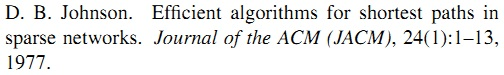 D. B. Johnson. Efficient algorithms for shortest paths in
sparse networks. Journal of the ACM (JACM), 24(1):1–13,
1977.